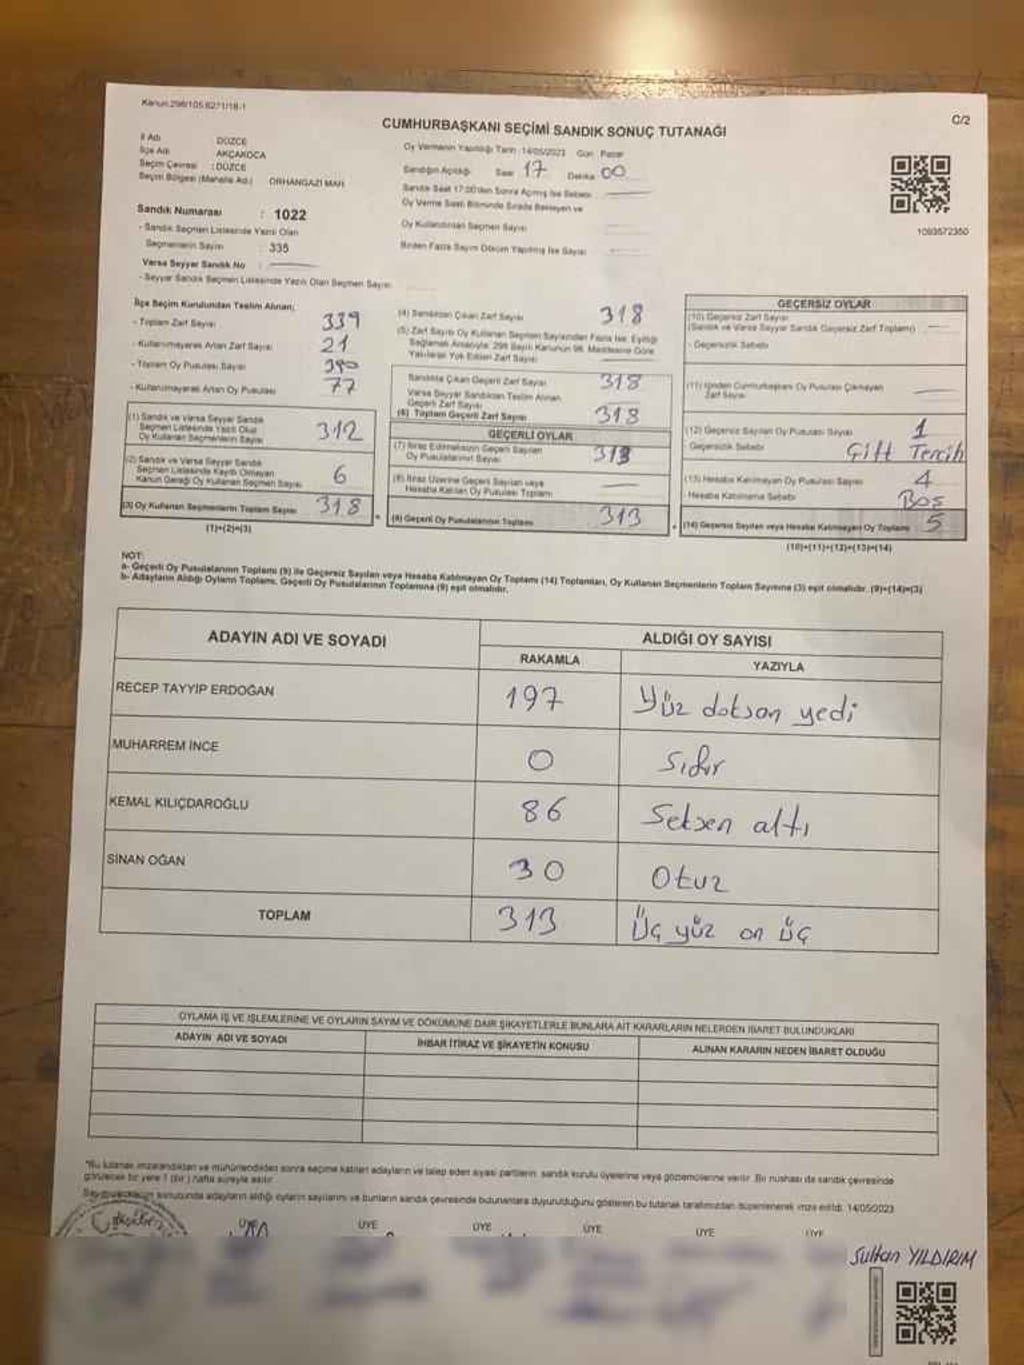 Kanun:298/105.6271/18-1
C/2
CUMHURBAŞKANI SEÇİMİ SANDIK SONUÇ TUTANAĞI
İl Adı DÜZCE
İlçe Adı AKÇAKOCA
Seçim Çevresi : DÜZCE
Seçim Bölgesi (Mahalle Ad.) ORHANGAZİ MAH.
Oy Vermenin Yapıldığı Tarih :14/05/2023 Gün : Pazar
Sandığın Açıldığı Saat 17 Dakika 00
Sandık Saat 17:00'den Sonra Açılmış İse Sebebi
Oy Verme Saati Bitiminde Sırada Bekleyen ve
Oy Kullandırılan Seçmen Sayısı
Birden Fazla Sayım Döküm Yapılmış İse Sayısı
1093572350
Sandık Numarası : 1022
- Sandık Seçmen Listesinde Yazılı Olan
Seçmenlerin Sayısı : 335
Varsa Seyyar Sandık No :
- Seyyar Sandık Seçmen Listesinde Yazılı Olan Seçmen Sayısı
İlçe Seçim Kurulundan Teslim Alınan;
- Toplam Zarf Sayısı 339
- Kullanılmayarak Artan Zarf Sayısı 21
- Toplam Oy Pusulası Sayısı 390
- Kullanılmayarak Artan Oy Pusulası 77
(1) Sandık ve Varsa Seyyar Sandık
Seçmen Listesinde Yazılı Olup
Oy Kullanan Seçmenlerin Sayısı 312
(2) Sandık ve Varsa Seyyar Sandık
Seçmen Listesinde Kayıtlı Olmayan
Kanun Gereği Oy Kullanan Seçmen Sayısı 6
(3) Oy Kullanan Seçmenlerin Toplam Sayısı 318
(1)+(2)=(3)
(4) Sandıktan Çıkan Zarf Sayısı 318
(5) Zarf Sayısı Oy Kullanan Seçmen Sayısından Fazla İse, Eşitliği
Sağlamak Amacıyla, 298 Sayılı Kanunun 98. Maddesine Göre
Yakılarak Yok Edilen Zarf Sayısı
Sandıkta Çıkan Geçerli Zarf Sayısı 318
Varsa Seyyar Sandıktan Teslim Alınan
Geçerli Zarf Sayısı
(6) Toplam Geçerli Zarf Sayısı 318
GEÇERLİ OYLAR
(7) İtiraz Edilmeksizin Geçerli Sayılan
Oy Pusulalarının Sayısı 313
(8) İtiraz Üzerine Geçerli Sayılan veya
Hesaba Katılan Oy Pusulası Toplamı
(9) Geçerli Oy Pusulalarının Toplamı 313
GEÇERSİZ OYLAR
(10) Geçersiz Zarf Sayısı
(Sandık ve Varsa Seyyar Sandık Geçersiz Zarf Toplamı)
- Geçersizlik Sebebi
(11) İçinden Cumhurbaşkanı Oy Pusulası Çıkmayan
Zarf Sayısı
(12) Geçersiz Sayılan Oy Pusulası Sayısı 1
Geçersizlik Sebebi Çift Tercih
(13) Hesaba Katılmayan Oy Pusulası Sayısı 4
- Hesaba Katılmama Sebebi Boş
(14) Geçersiz Sayılan veya Hesaba Katılmayan Oy Toplamı 5
(10)+(11)+(12)+(13)=(14)
NOT:
a- Geçerli Oy Pusulalarının Toplamı (9) ile Geçersiz Sayılan veya Hesaba Katılmayan Oy Toplamı (14) Toplamları, Oy Kullanan Seçmenlerin Toplam Sayısına (3) eşit olmalıdır. (9)+(14)=(3)
b- Adayların Aldığı Oyların Toplamı, Geçerli Oy Pusulalarının Toplamına (9) eşit olmalıdır.
ADAYIN ADI VE SOYADI ALDIĞI OY SAYISI
RAKAMLA YAZIYLA
RECEP TAYYİP ERDOĞAN 197 Yüz doksan yedi
MUHARREM İNCE 0 Sıfır
KEMAL KILIÇDAROĞLU 86 Seksen altı
SİNAN OĞAN 30 Otuz
TOPLAM 313 Üç yüz on üç
OYLAMA İŞ VE İŞLEMLERİNE VE OYLARIN SAYIM VE DÖKÜMÜNE DAİR ŞİKAYETLERLE BUNLARA AİT KARARLARIN NELERDEN İBARET BULUNDUKLARI
ADAYIN ADI VE SOYADI İHBAR İTİRAZ VE ŞİKAYETİN KONUSU ALINAN KARARIN NEDEN İBARET OLDUĞU
*Bu tutanak imzalandıktan ve mühürlendikten sonra seçime katılan adayların ve talep eden siyasi partilerin sandık kurulu üyelerine veya gözlemcilerine verilir. Bir nüshası da sandık çevresinde
görülecek bir yere 1 (bir) hafta süreyle asılır.
sonucunda adayların aldığı oyların sayılarını ve bunların sandık çevresinde bulunanlara duyurulduğunu gösteren bu tutanak tarafımızdan düzenlenerek imza edildi. 14/05/2023
ÜYE ÜYE ÜYE ÜYE ÜYE
Sultan YILDIRIM